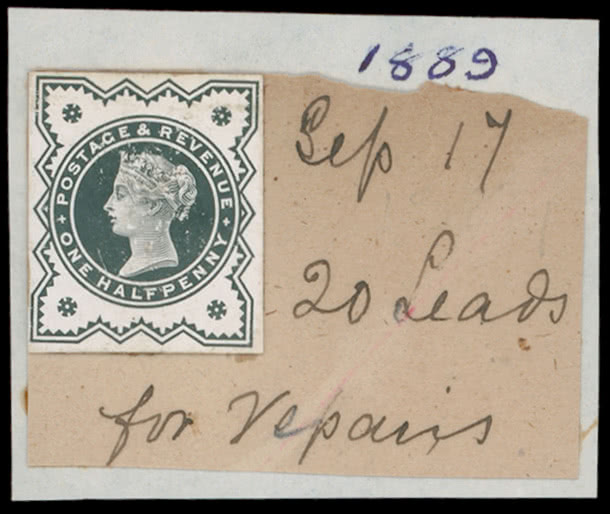 1889
POSTAGE & REVENUE
ONE HALFPENNY
Sep 17
20 Leads
for Repairs